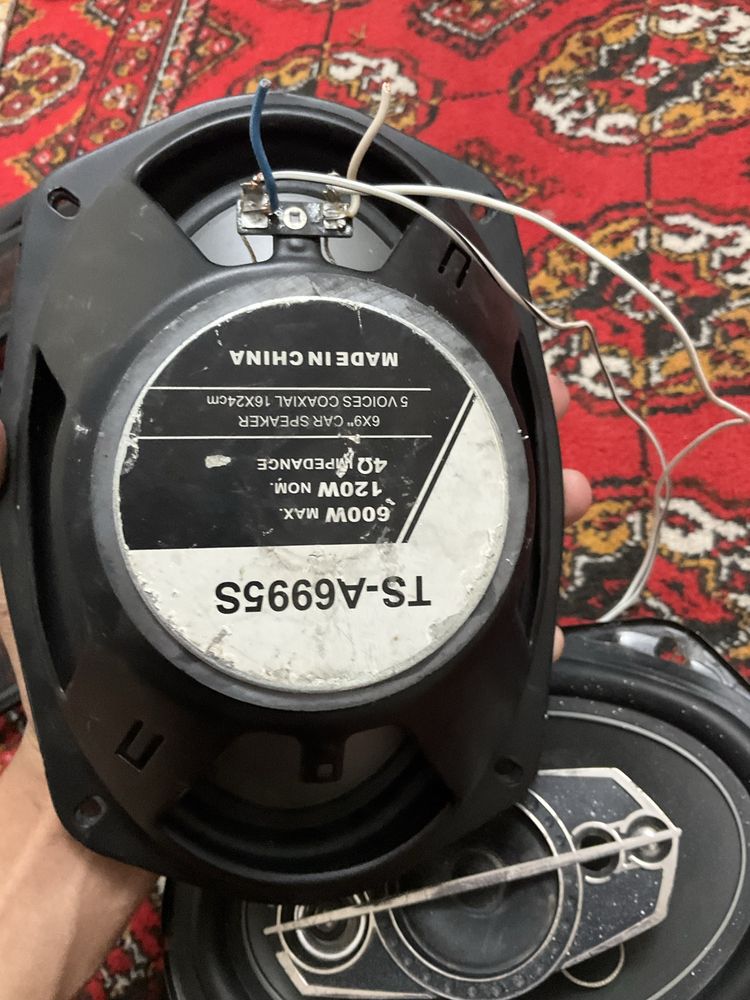 TS-A6995S
600W MAX.
120W NOM.
4Ω IMPEDANCE
6X9" CAR SPEAKER
5 VOICES COAXIAL 16X24cm
MADE IN CHINA